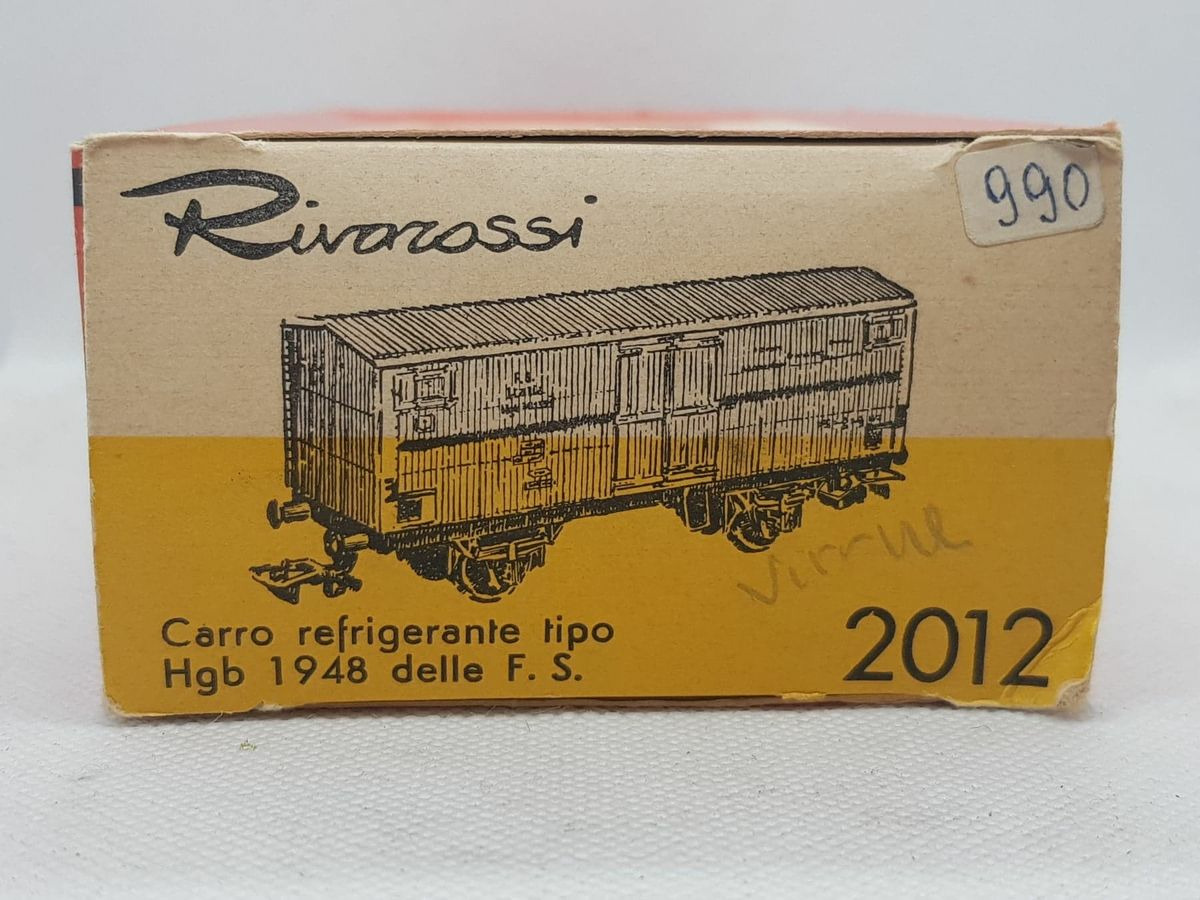 Rivarossi
990
Carro refrigerante tipo
Hgb 1948 delle F. S.
2012